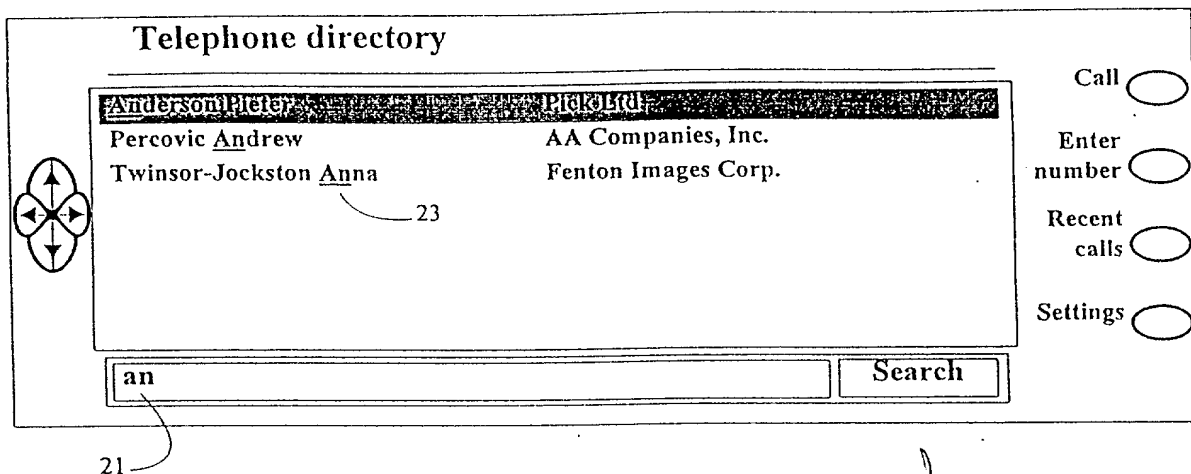 Telephone directory
Anderson Pieter Picko Ltd
Percovic Andrew AA Companies, Inc.
Twinsor-Jockston Anna Fenton Images Corp.
23
an Search
21
Call
Enter
number
Recent
calls
Settings